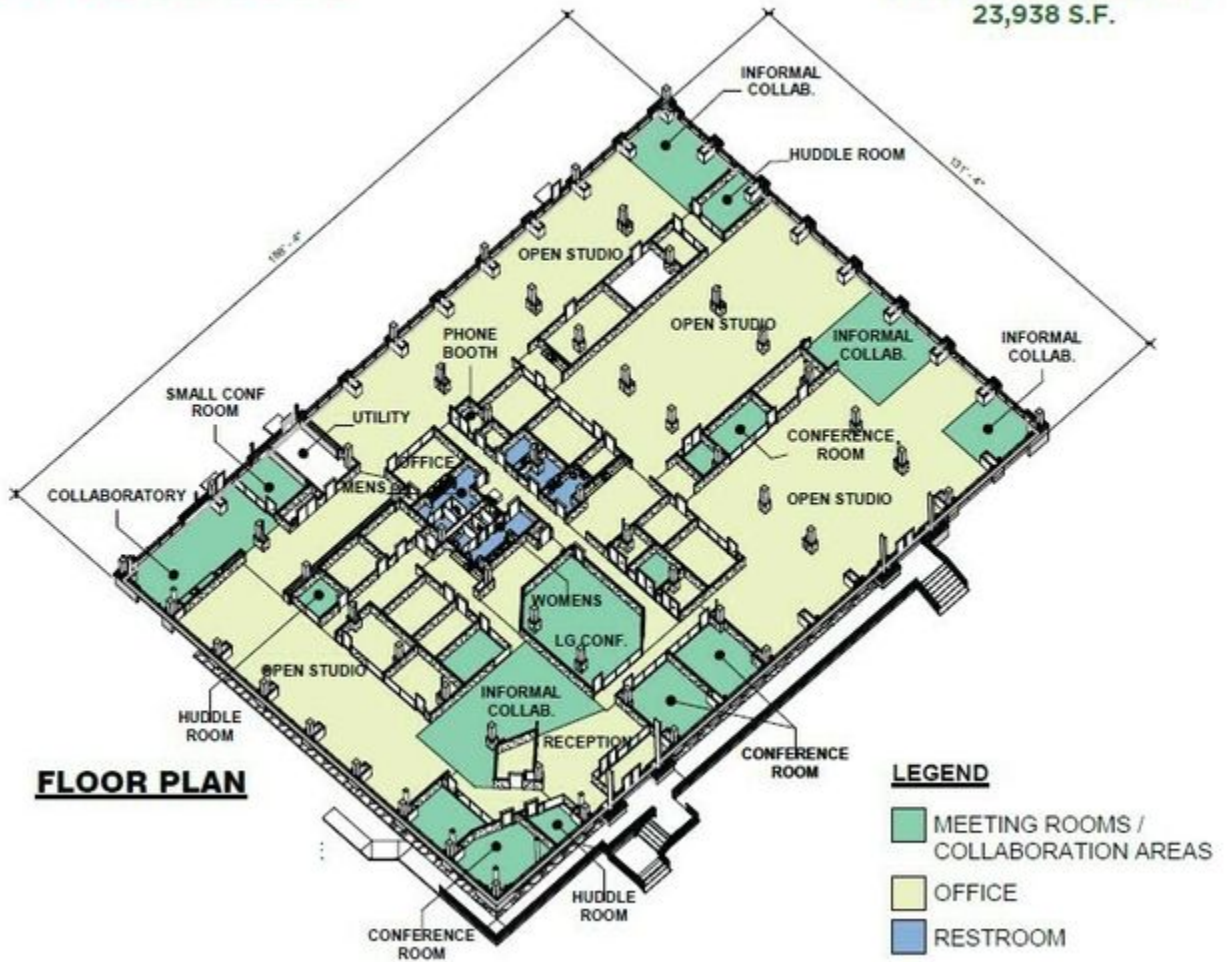 23,938 S.F.
INFORMAL
COLLAB.
HUDDLE ROOM
131' - 4"
OPEN STUDIO
OPEN STUDIO
PHONE
BOOTH
INFORMAL
COLLAB.
INFORMAL
COLLAB.
SMALL CONF
ROOM
UTILITY
CONFERENCE
ROOM
OFFICE
MENS
COLLABORATORY
OPEN STUDIO
WOMENS
LG CONF.
OPEN STUDIO
INFORMAL
COLLAB.
HUDDLE
ROOM
RECEPTION
CONFERENCE
ROOM
FLOOR PLAN
LEGEND
MEETING ROOMS /
COLLABORATION AREAS
OFFICE
RESTROOM
HUDDLE
ROOM
CONFERENCE
ROOM